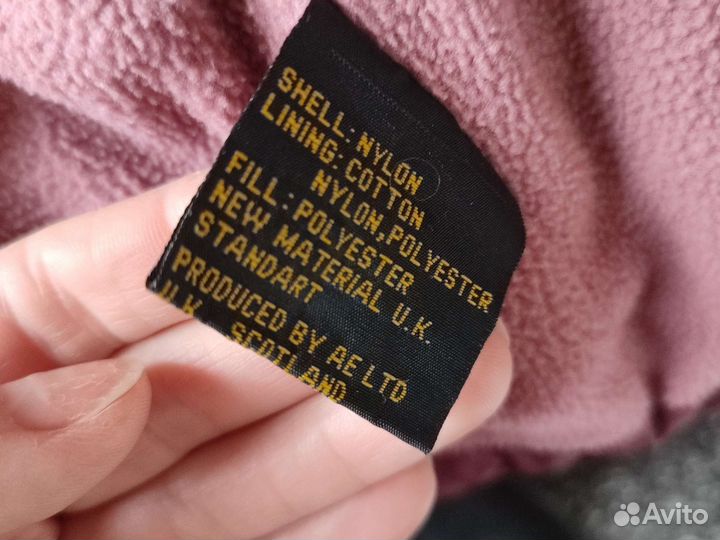 SHELL: NYLON
LINING: COTTON
NYLON, POLYESTER
FILL: POLYESTER
NEW MATERIAL U.K.
STANDART
PRODUCED BY AE LTD
U.K. SCOTLAND
Avito